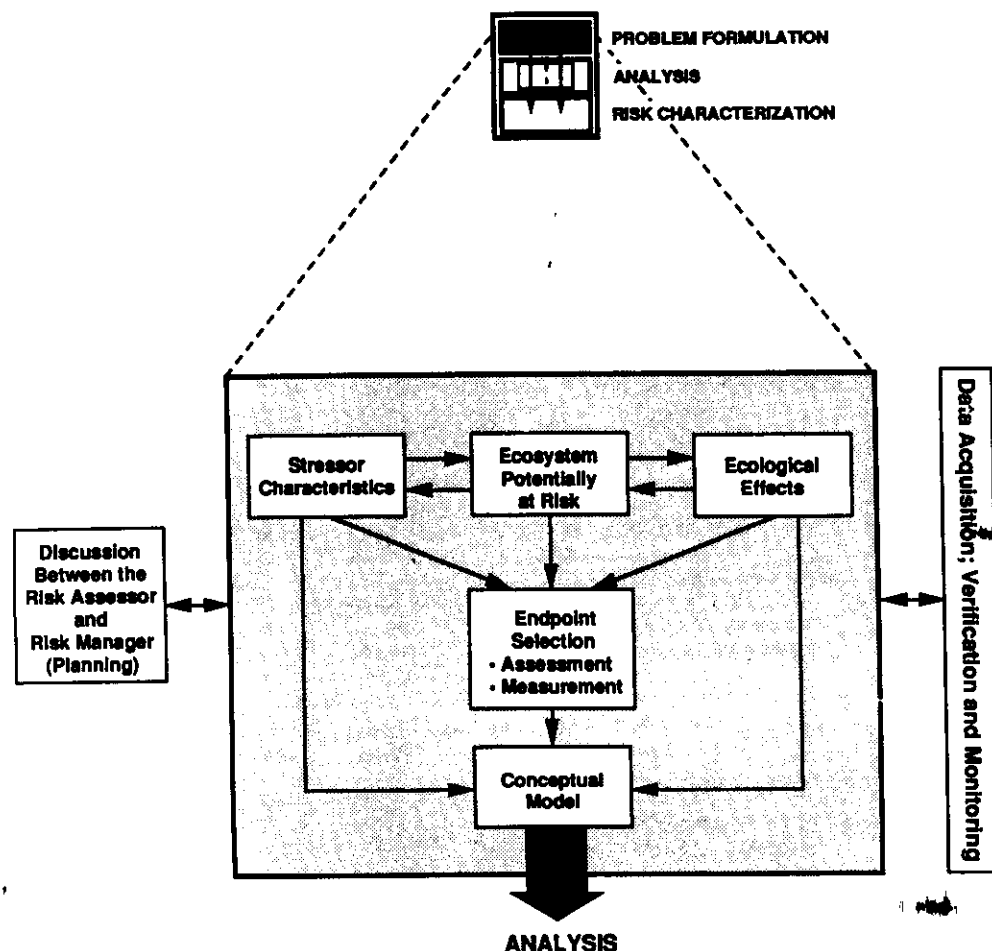 PROBLEM FORMULATION
ANALYSIS
RISK CHARACTERIZATION
Stressor
Characteristics
Ecosystem
Potentially
at Risk
Ecological
Effects
Discussion
Between the
Risk Assessor
and
Risk Manager
(Planning)
Endpoint
Selection
• Assessment
• Measurement
Conceptual
Model
Data Acquisition; Verification and Monitoring
ANALYSIS